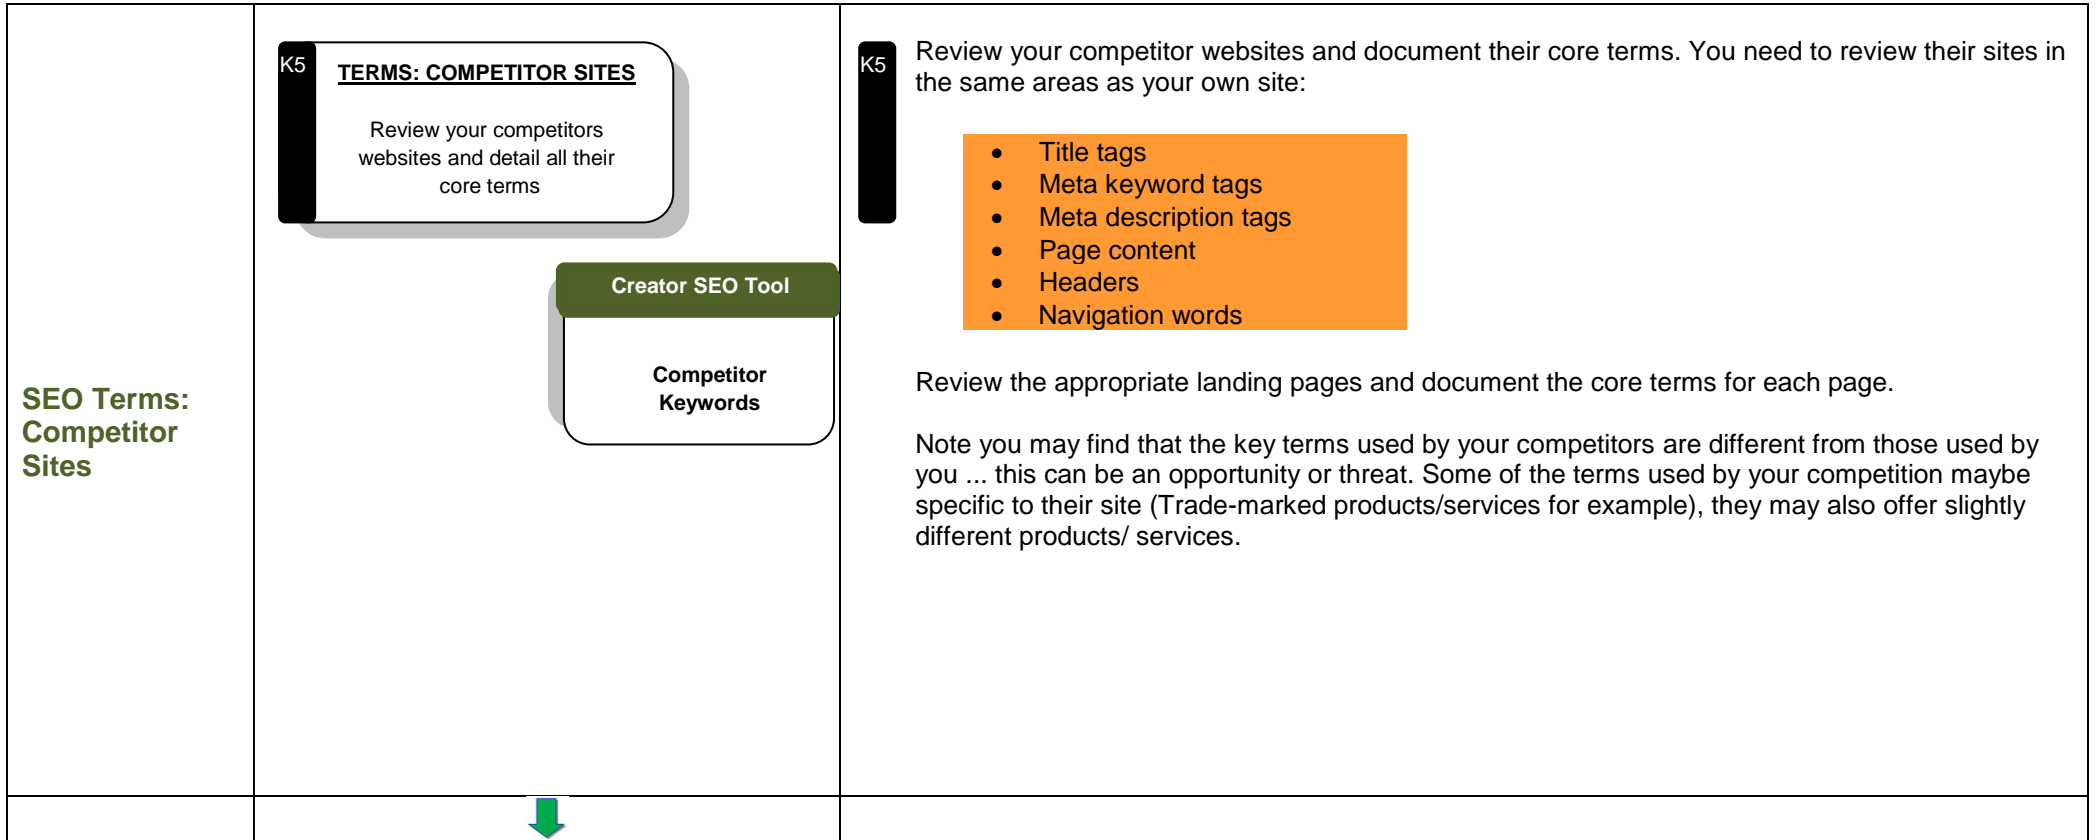 SEO Terms:
Competitor
Sites
K5
TERMS: COMPETITOR SITES
Review your competitors
websites and detail all their
core terms
Creator SEO Tool
Competitor
Keywords
K5
Review your competitor websites and document their core terms. You need to review their sites in
the same areas as your own site:
• Title tags
• Meta keyword tags
• Meta description tags
• Page content
• Headers
• Navigation words
Review the appropriate landing pages and document the core terms for each page.
Note you may find that the key terms used by your competitors are different from those used by
you ... this can be an opportunity or threat. Some of the terms used by your competition maybe
specific to their site (Trade-marked products/services for example), they may also offer slightly
different products/ services.